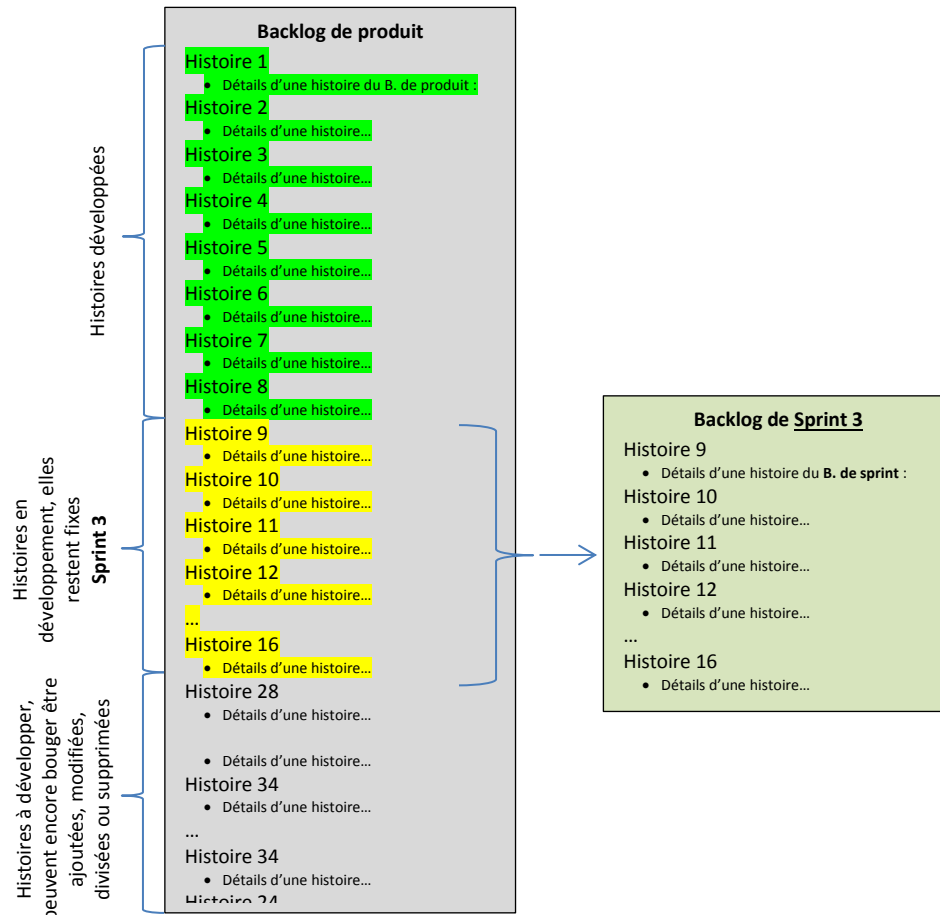 Backlog de produit
Histoire 1
• Détails d'une histoire du B. de produit :
Histoire 2
• Détails d'une histoire…
Histoire 3
• Détails d'une histoire…
Histoire 4
• Détails d'une histoire…
Histoire 5
• Détails d'une histoire…
Histoire 6
• Détails d'une histoire…
Histoire 7
• Détails d'une histoire…
Histoire 8
• Détails d'une histoire…
Histoire 9
• Détails d'une histoire…
Histoire 10
• Détails d'une histoire…
Histoire 11
• Détails d'une histoire…
Histoire 12
• Détails d'une histoire…
…
Histoire 16
• Détails d'une histoire…
Histoire 28
• Détails d'une histoire…
• Détails d'une histoire…
Histoire 34
• Détails d'une histoire…
…
Histoire 34
• Détails d'une histoire…
Histoire 24
Histoires développées
Histoires en
développement, elles
restent fixes
Sprint 3
Histoires à développer,
peuvent encore bouger être
ajoutées, modifiées,
divisées ou supprimées
Backlog de Sprint 3
Histoire 9
• Détails d'une histoire du B. de sprint :
Histoire 10
• Détails d'une histoire…
Histoire 11
• Détails d'une histoire…
Histoire 12
• Détails d'une histoire…
…
Histoire 16
• Détails d'une histoire…